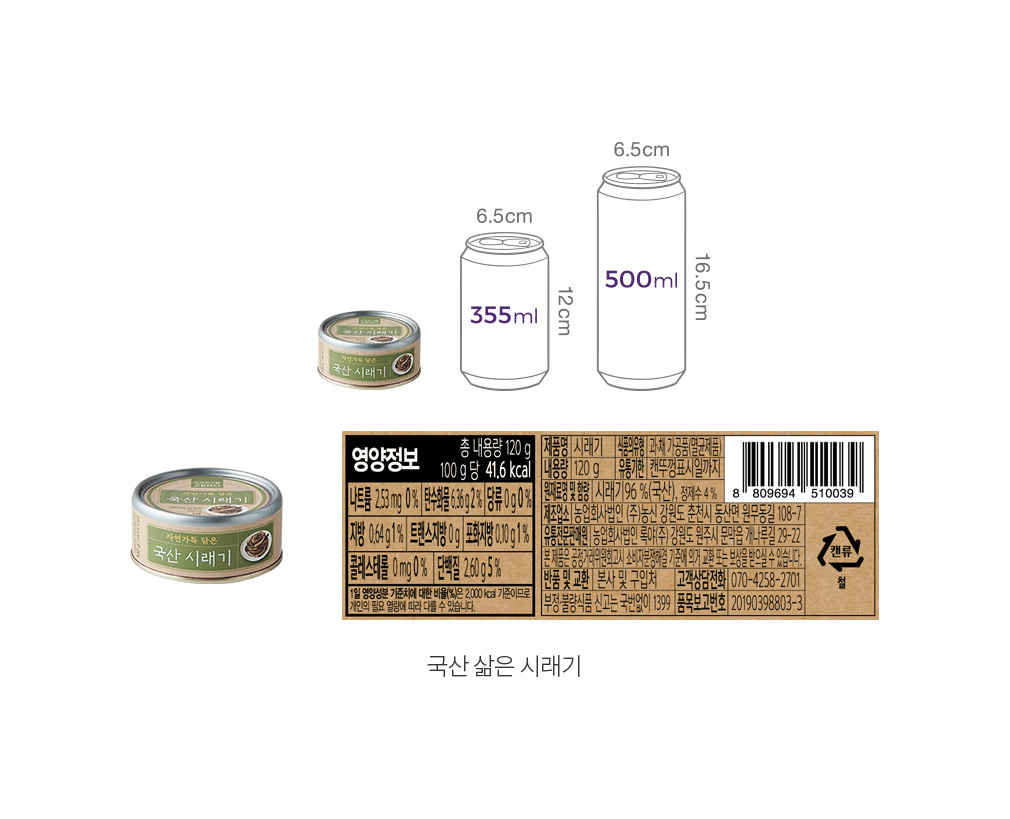 6.5cm
6.5cm
500ml
16.5cm
355ml
12cm
국산 시래기
자연가득 담은
국산 시래기
영양정보
총 내용량 120 g
100 g 당 41.6 kcal
나트륨 2.53 mg 0 % 탄수화물 6.36 g 2 % 당류 0 g 0 %
지방 0.64 g 1 % 트랜스지방 0 g 포화지방 0.10 g 1 %
콜레스테롤 0 mg 0 % 단백질 2.60 g 5 %
1일 영양성분 기준치에 대한 비율(%)은 2,000 kcal 기준이므로
개인의 필요 열량에 따라 다를 수 있습니다.
제품명 시래기 식품의유형 과·채 가공품(멸균제품)
내용량 120 g 유통기한 캔뚜껑표시일까지
원재료명 및 함량 시래기 96 % (국산), 정제수 4 %
8 809694 510039
제조업소 농업회사법인 (주)농신 강원도 춘천시 동산면 원무동길 108-7
유통전문판매원 농업회사법인 록야(주) 강원도 원주시 문막읍 개나루길 29-22
본 제품은 공정거래위원회고시 소비자분쟁해결 기준에 의거 교환 또는 보상을 받으실 수 있습니다.
반품 및 교환 본사 및 구입처 고객상담전화 070-4258-2701
부정·불량식품 신고는 국번없이 1399 품목보고번호 20190398803-3
캔류
철
국산 시래기
자연가득 담은
국산 시래기
국산 삶은 시래기